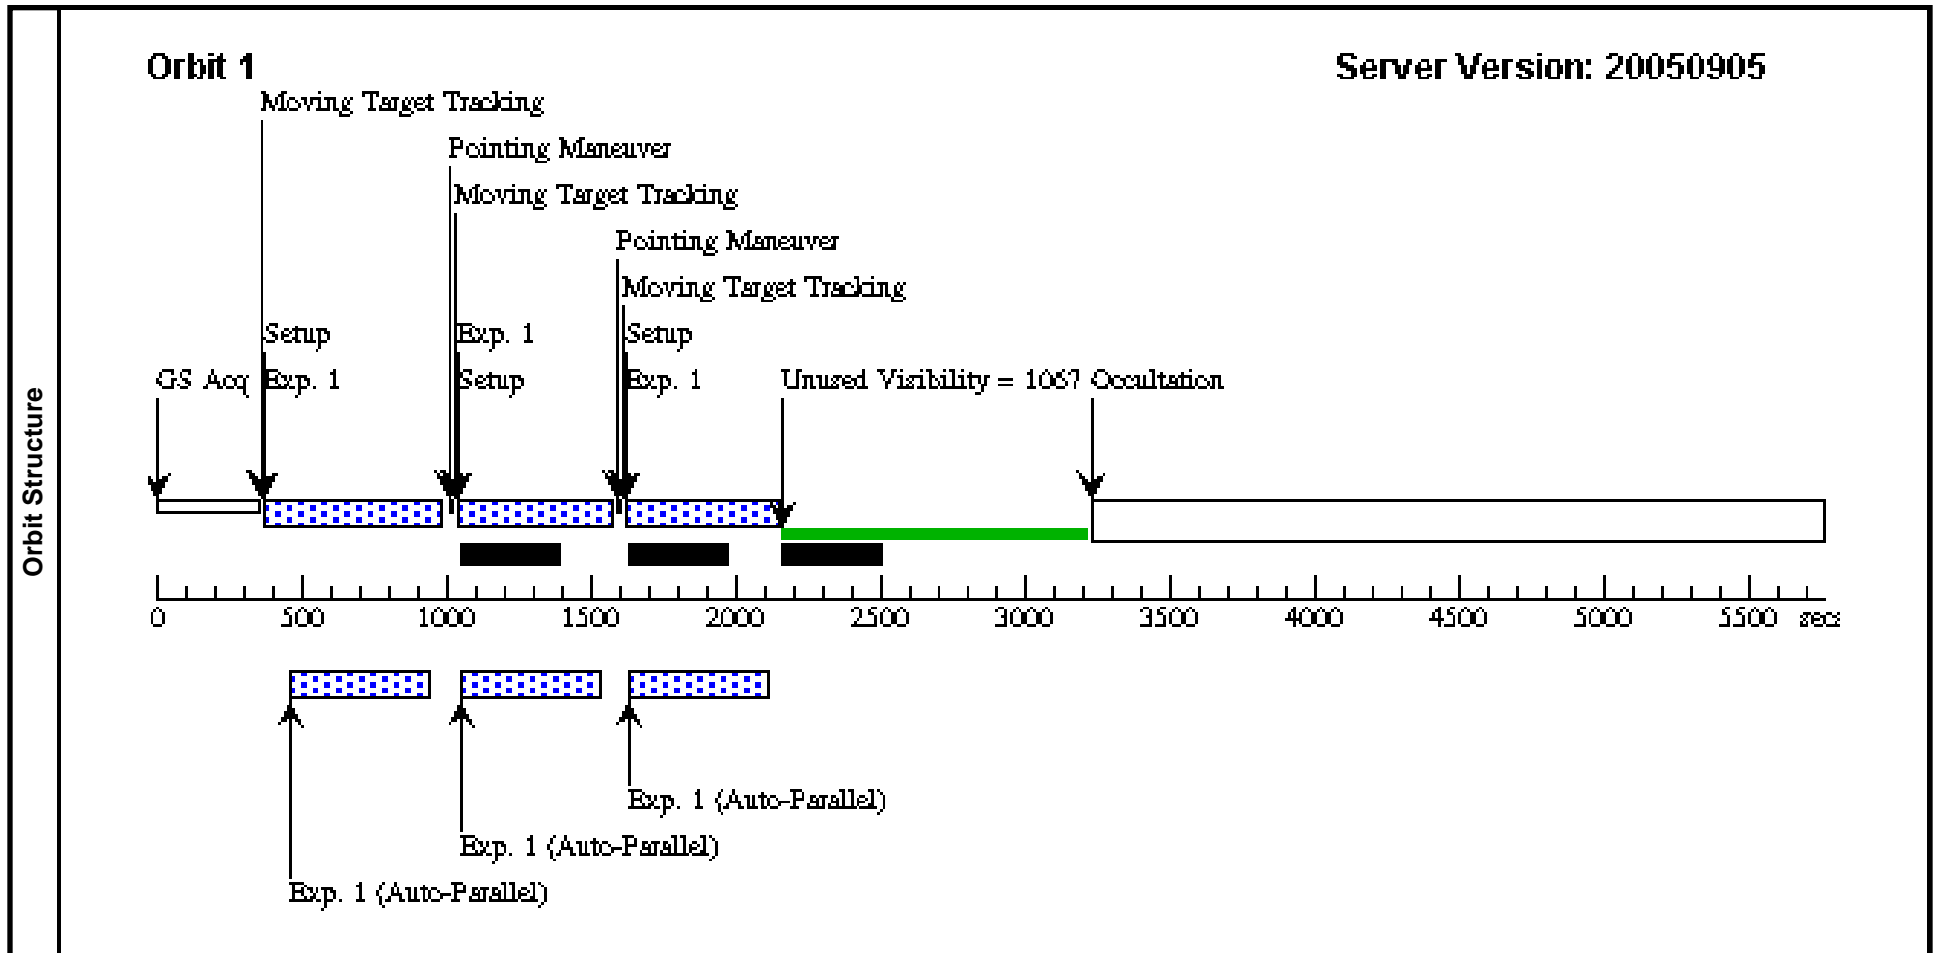 Orbit 1 Server Version: 20050905
Moving Target Tracking
Pointing Maneuver
Moving Target Tracking
Pointing Maneuver
Moving Target Tracking
Setup Exp. 1 Setup
GS Acq Exp. 1 Setup Exp. 1 Unused Visibility = 1067 Occultation
Orbit Structure
0 500 1000 1500 2000 2500 3000 3500 4000 4500 5000 5500 secs
Exp. 1 (Auto-Parallel)
Exp. 1 (Auto-Parallel)
Exp. 1 (Auto-Parallel)